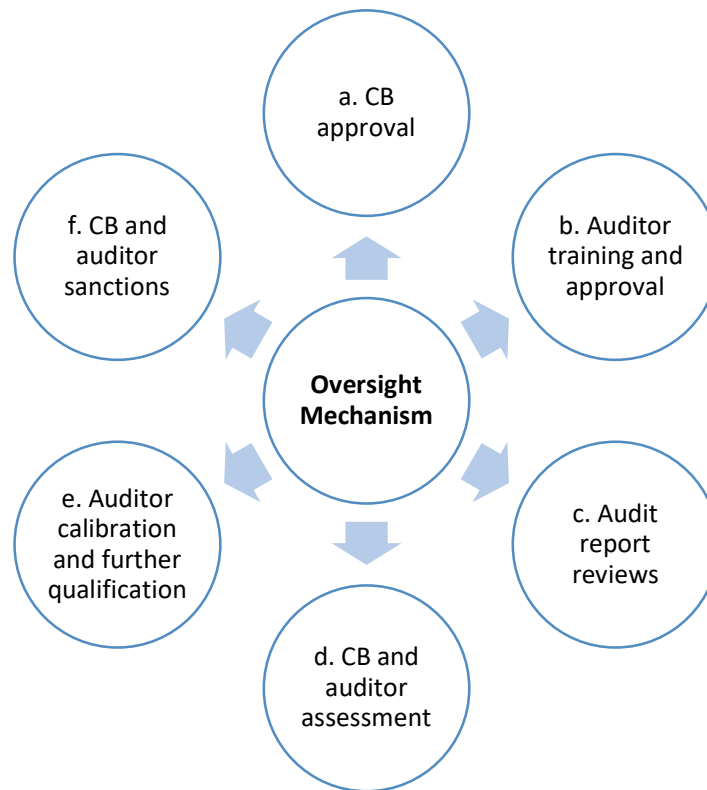 a. CB
approval
b. Auditor
training and
approval
c. Audit
report
reviews
d. CB and
auditor
assessment
e. Auditor
calibration
and further
qualification
f. CB and
auditor
sanctions
Oversight
Mechanism